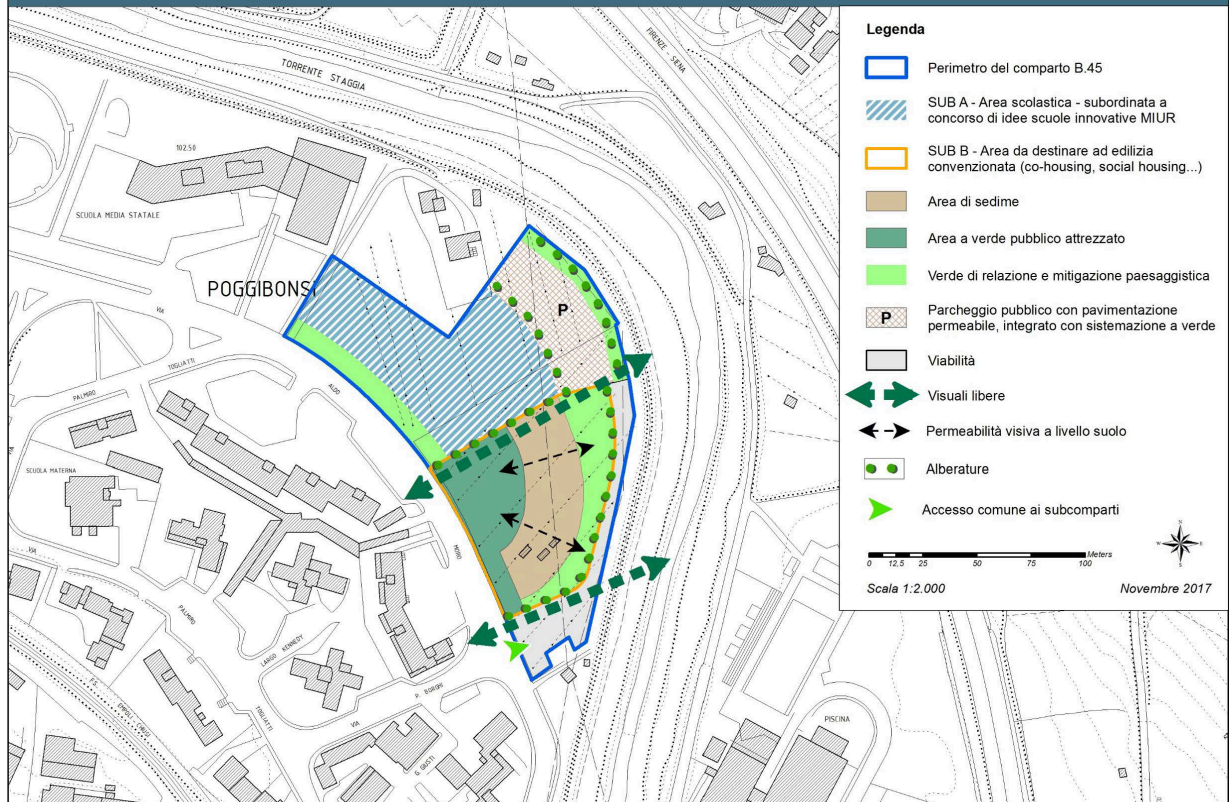 TORRENTE STAGGIA
FIRENZE SIENA
102.50
SCUOLA MEDIA STATALE
POGGIBONSI
VIA
TOGLIATTI
PALMIRO
ALDO
VIA
SCUOLA MATERNA
P
MORO
VIA
PALMIRO
LARGO KENNEDY
TOGLIATTI
P. BORGHI
VIA
G. GIUSTI
F.S.
EMPOLI - CHIUSI
PISCINA
Legenda
Perimetro del comparto B.45
SUB A - Area scolastica - subordinata a
concorso di idee scuole innovative MIUR
SUB B - Area da destinare ad edilizia
convenzionata (co-housing, social housing...)
Area di sedime
Area a verde pubblico attrezzato
Verde di relazione e mitigazione paesaggistica
P
Parcheggio pubblico con pavimentazione
permeabile, integrato con sistemazione a verde
Viabilità
Visuali libere
Permeabilità visiva a livello suolo
Alberature
Accesso comune ai subcomparti
N
W E
S
Meters
0 12.5 25 50 75 100
Scala 1:2.000 Novembre 2017